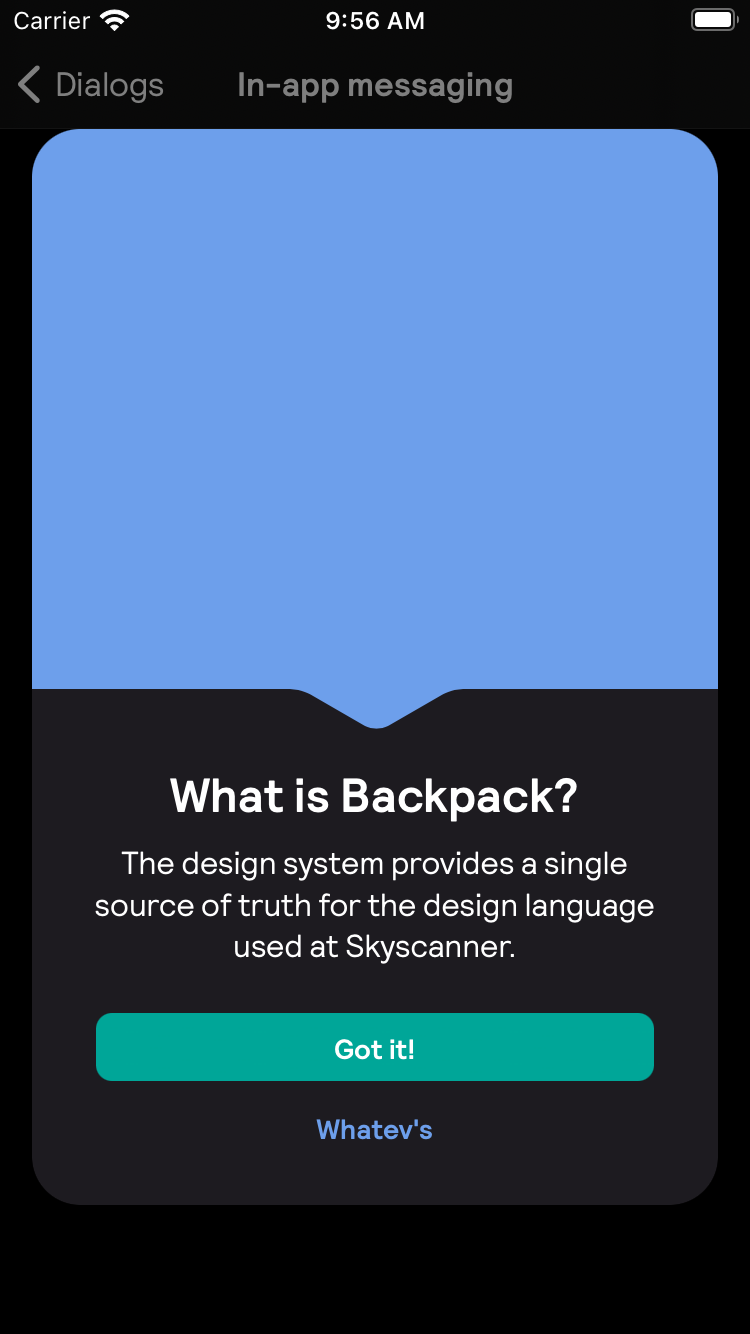 Carrier 9:56 AM
Dialogs In-app messaging
What is Backpack?
The design system provides a single
source of truth for the design language
used at Skyscanner.
Got it!
Whatev's